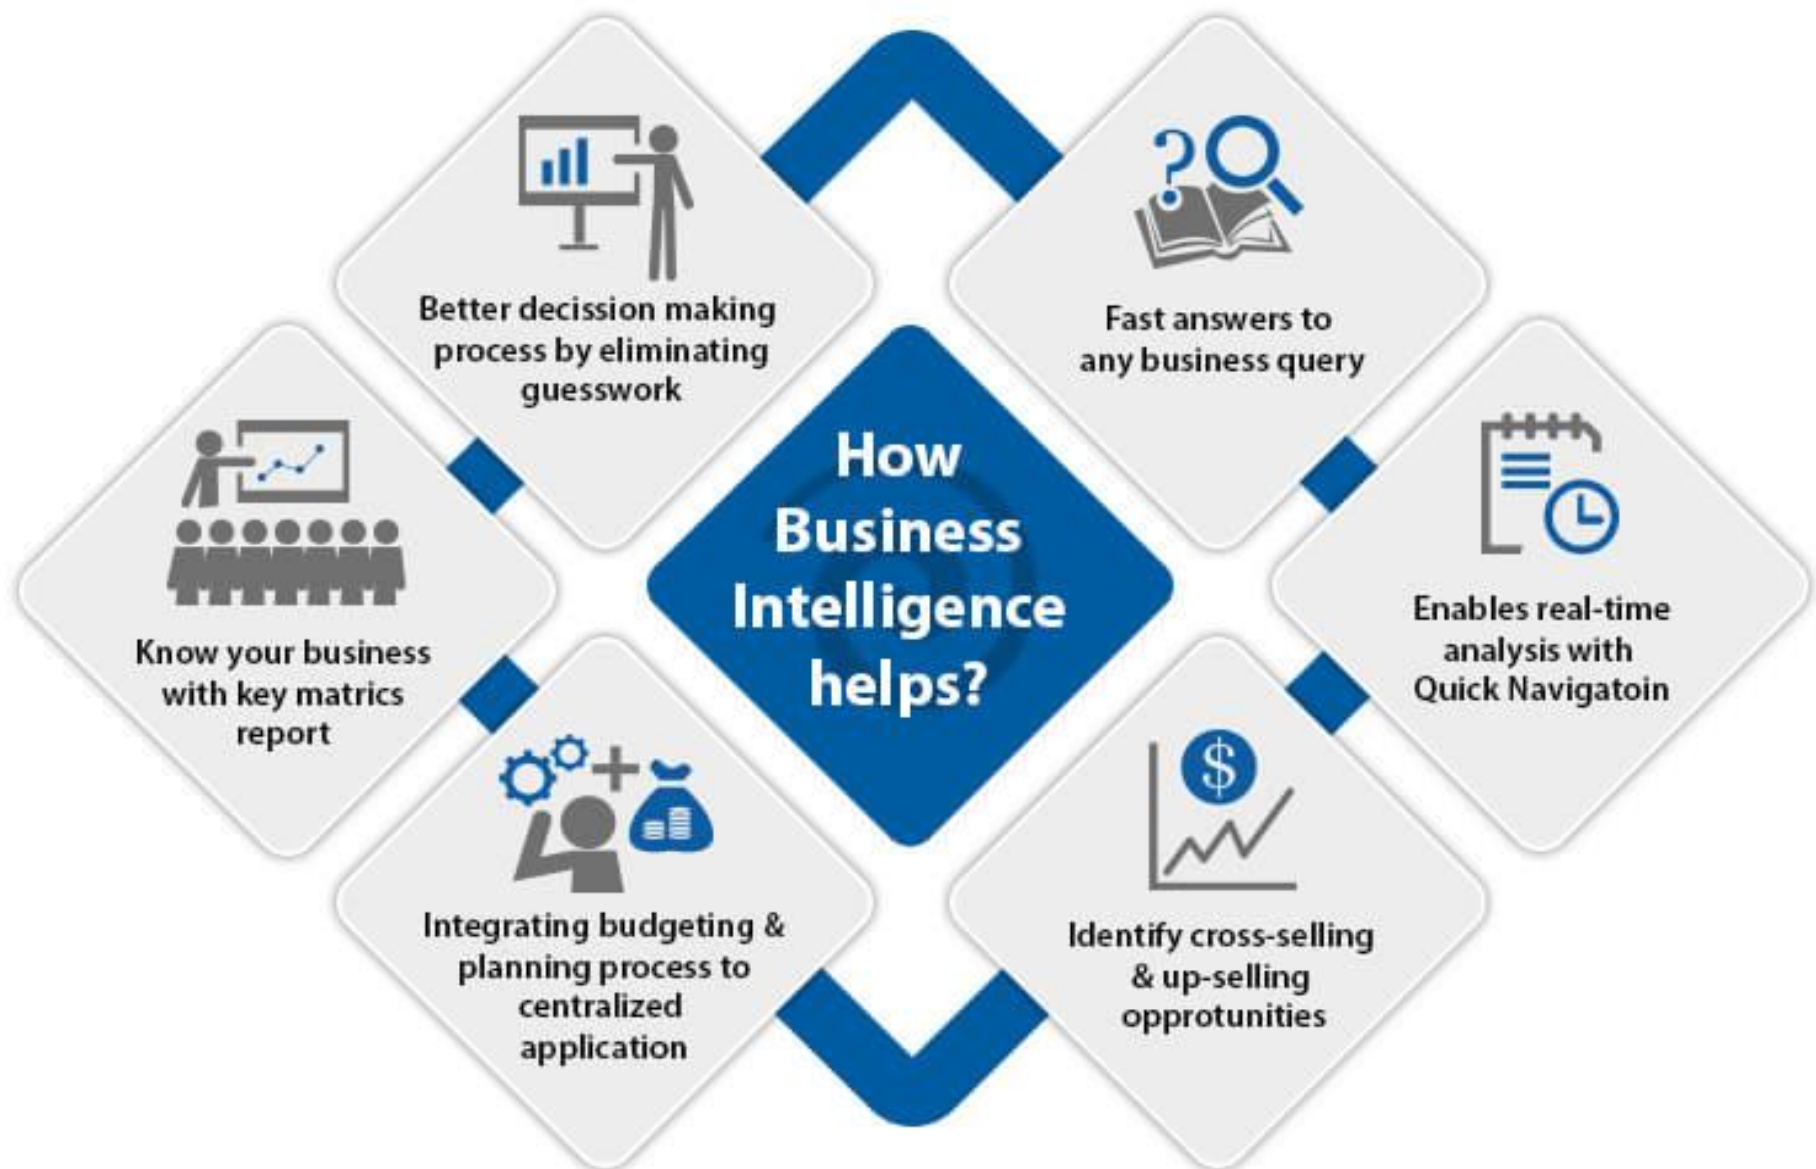 Better decission making
process by eliminating
guesswork
Fast answers to
any business query
Know your business
with key matrics
report
How
Business
Intelligence
helps?
Enables real-time
analysis with
Quick Navigatoin
Integrating budgeting &
planning process to
centralized
application
$
Identify cross-selling
& up-selling
opprotunities